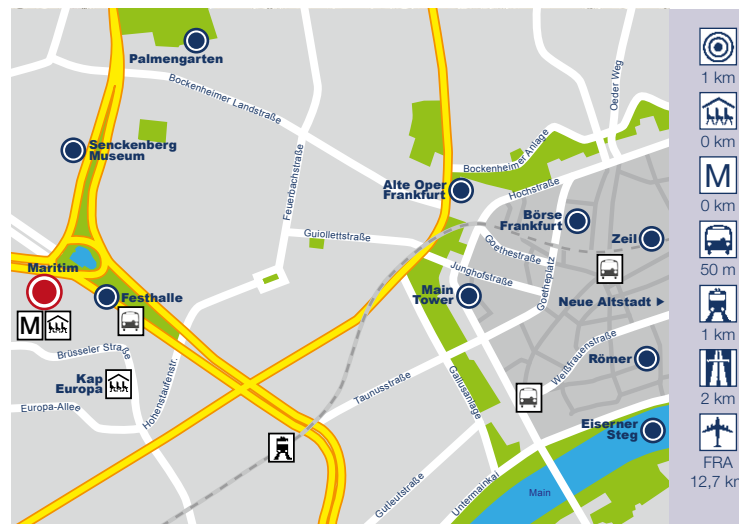 Palmengarten
Bockenheimer Landstraße
Oeder Weg
Senckenberg
Museum
Feuerbachstraße
Bockenheimer Anlage
Alte Oper
Frankfurt
Hochstraße
Börse
Frankfurt
Zeil
Guiollettstraße
Goethestraße
Junghofstraße
Goetheplatz
Maritim
Festhalle
Main
Tower
Neue Altstadt
M
Brüsseler Straße
Hohenstaufenstr.
Kap
Europa
Europa-Allee
Taunusstraße
Gallusanlage
Weißfrauenstraße
Römer
Eiserner
Steg
Gutleutstraße
Untermainkai
Main
1 km
0 km
M
0 km
50 m
1 km
2 km
FRA
12,7 km